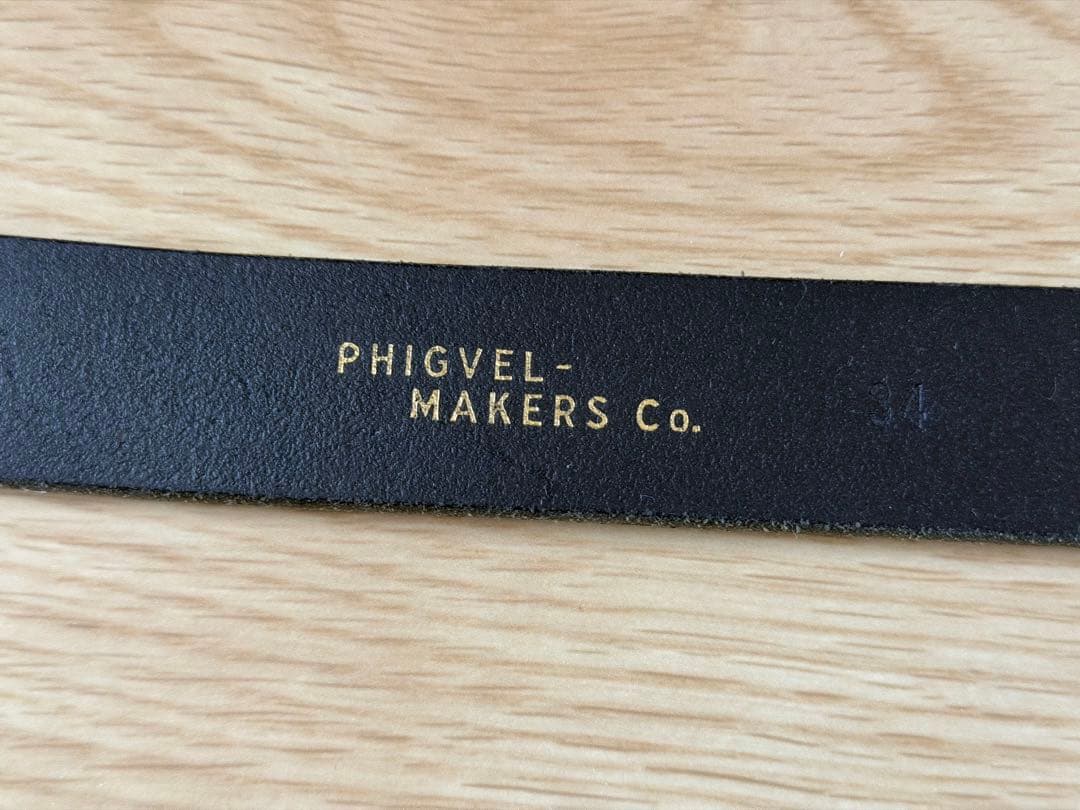 PHIGVEL-
MAKERS Co.
34